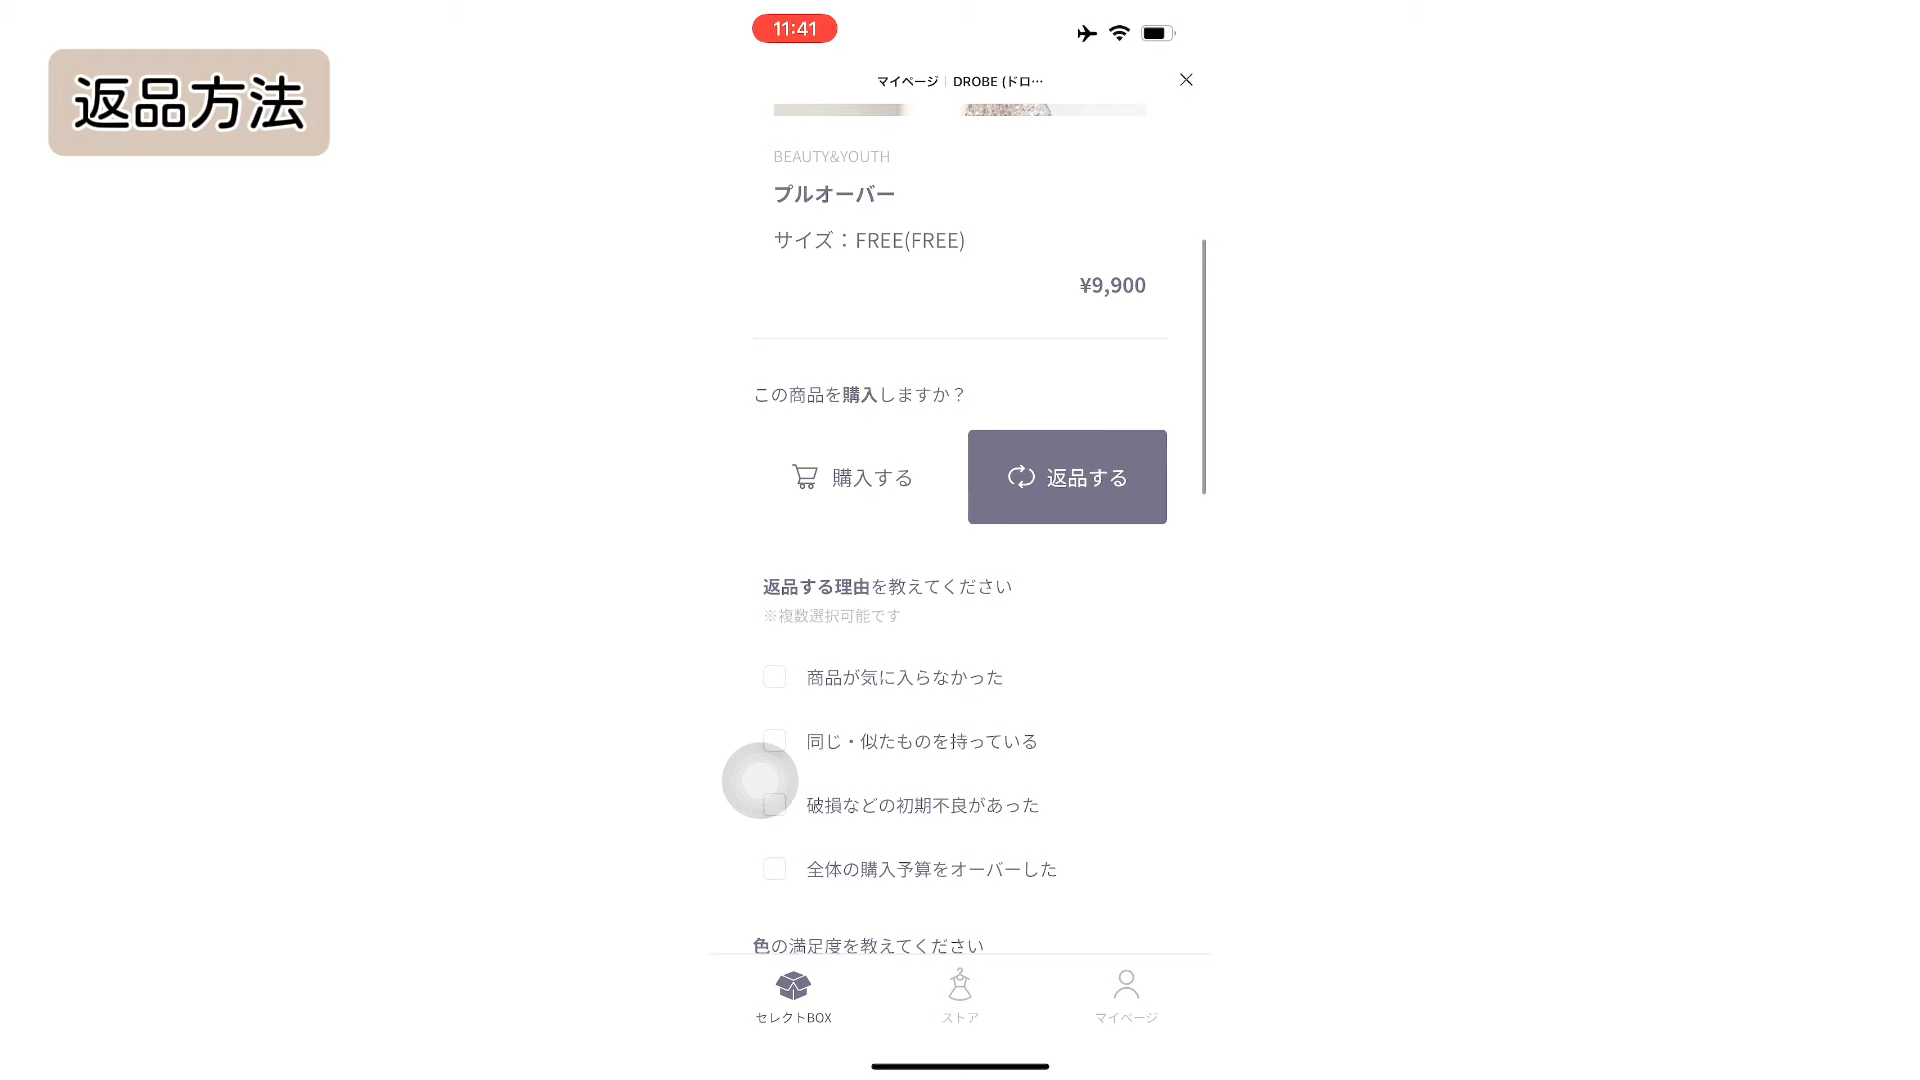 返品方法
11:41
マイページ | DROBE (ドロ…
BEAUTY&YOUTH
プルオーバー
サイズ：FREE(FREE)
¥9,900
この商品を購入しますか？
購入する
返品する
返品する理由を教えてください
※複数選択可能です
商品が気に入らなかった
同じ・似たものを持っている
破損などの初期不良があった
全体の購入予算をオーバーした
色の満足度を教えてください
セレクトBOX
ストア
マイページ